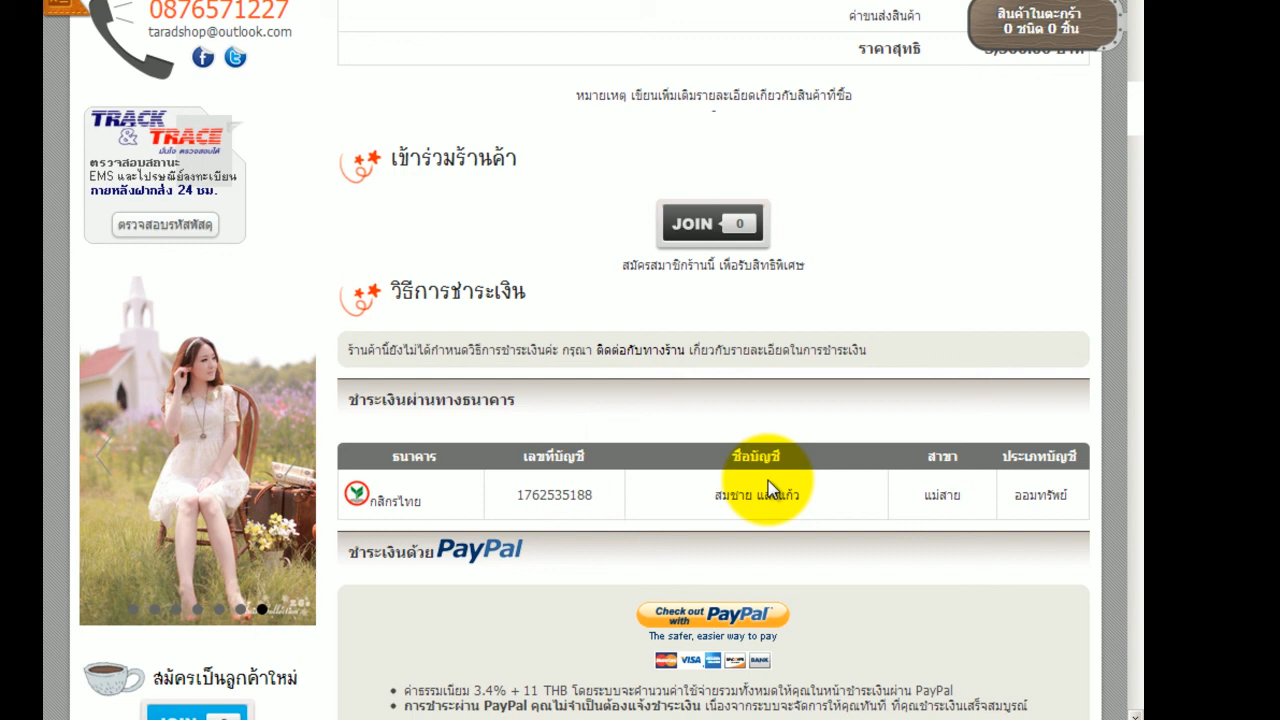 0876571227
taradshop@outlook.com
TRACK
& TRACE
มั่นใจ ตรวจสอบได้
ตรวจสอบสถานะ
EMS และไปรษณีย์ลงทะเบียน
ภายหลังฝากส่ง 24 ชม.
ตรวจสอบรหัสพัสดุ
สมัครเป็นลูกค้าใหม่
ค่าขนส่งสินค้า
สินค้าในตะกร้า
0 ชนิด 0 ชิ้น
ราคาสุทธิ
หมายเหตุ เขียนเพิ่มเติมรายละเอียดเกี่ยวกับสินค้าที่ซื้อ
-
เข้าร่วมร้านค้า
JOIN 0
สมัครสมาชิกร้านนี้ เพื่อรับสิทธิพิเศษ
วิธีการชำระเงิน
ร้านค้านี้ยังไม่ได้กำหนดวิธีการชำระเงินค่ะ กรุณา ติดต่อกับทางร้าน เกี่ยวกับรายละเอียดในการชำระเงิน
ชำระเงินผ่านทางธนาคาร
ธนาคาร เลขที่บัญชี ชื่อบัญชี สาขา ประเภทบัญชี
กสิกรไทย 1762535188 สมชาย แสงแก้ว แม่สาย ออมทรัพย์
ชำระเงินด้วย PayPal
Check out with PayPal
The safer, easier way to pay
VISA BANK
ค่าธรรมเนียม 3.4% + 11 THB โดยระบบจะคำนวนค่าใช้จ่ายรวมทั้งหมดให้คุณในหน้าชำระเงินผ่าน PayPal
การชำระผ่าน PayPal คุณไม่จำเป็นต้องแจ้งชำระเงิน เนื่องจากระบบจะจัดการให้คุณทันที ที่คุณชำระเงินเสร็จสมบูรณ์